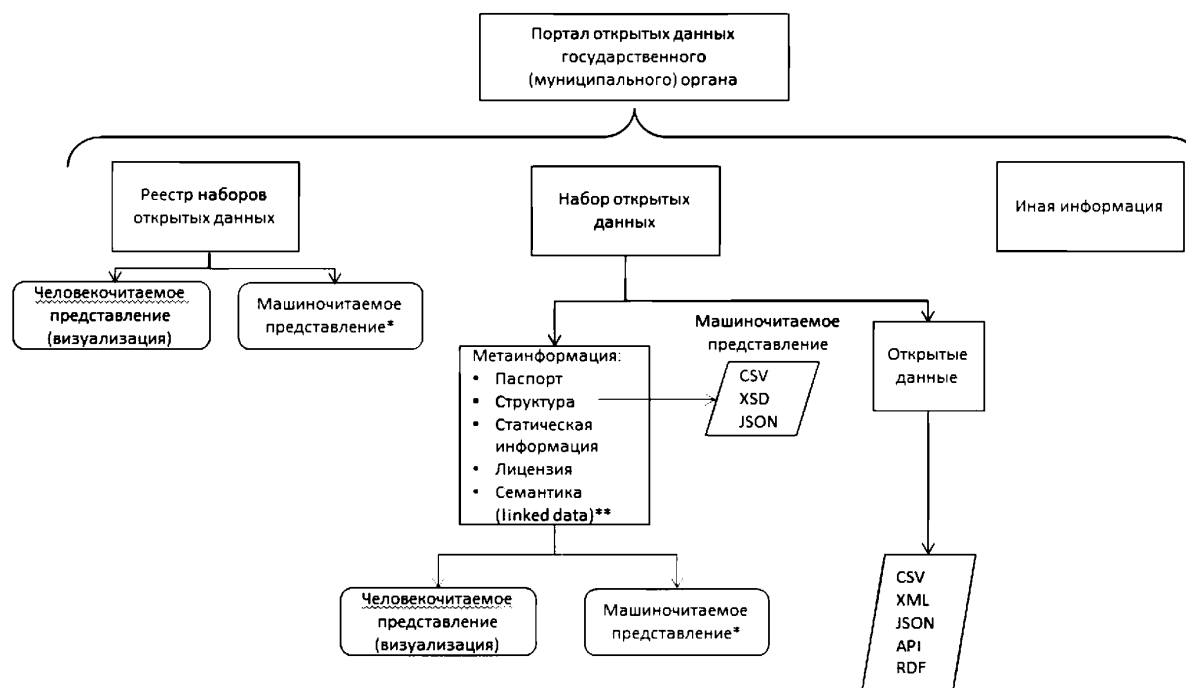 Портал открытых данных
государственного
(муниципального) органа
Реестр наборов
открытых данных
Набор открытых
данных
Иная информация
Человекочитаемое
представление
(визуализация)
Машиночитаемое
представление*
Метаинформация:
• Паспорт
• Структура
• Статическая
информация
• Лицензия
• Семантика
(linked data)**
Машиночитаемое
представление
CSV
XSD
JSON
Открытые
данные
Человекочитаемое
представление
(визуализация)
Машиночитаемое
представление*
CSV
XML
JSON
API
RDF